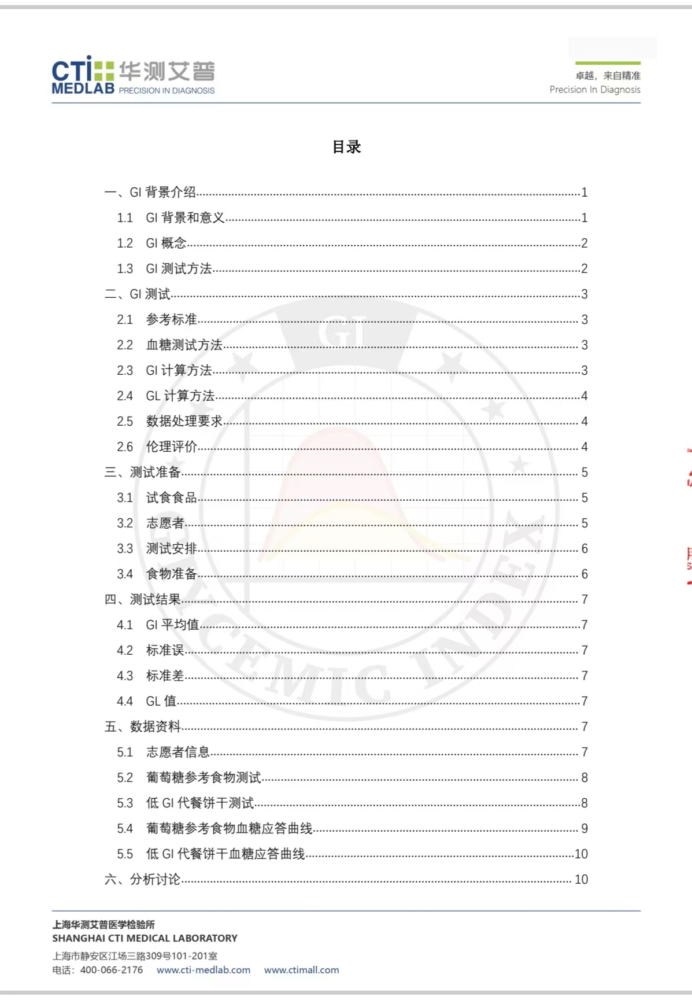 CTI 华测艾普
MEDLAB PRECISION IN DIAGNOSIS
卓越，来自精准
Precision In Diagnosis
目录
一、GI 背景介绍 1
1.1 GI 背景和意义 1
1.2 GI 概念 2
1.3 GI 测试方法 2
二、GI 测试 3
2.1 参考标准 3
2.2 血糖测试方法 3
2.3 GI 计算方法 3
2.4 GL 计算方法 4
2.5 数据处理要求 4
2.6 伦理评价 4
三、测试准备 5
3.1 试食食品 5
3.2 志愿者 5
3.3 测试安排 6
3.4 食物准备 6
四、测试结果 7
4.1 GI 平均值 7
4.2 标准误 7
4.3 标准差 7
4.4 GL 值 7
五、数据资料 7
5.1 志愿者信息 7
5.2 葡萄糖参考食物测试 8
5.3 低 GI 代餐饼干测试 8
5.4 葡萄糖参考食物血糖应答曲线 9
5.5 低 GI 代餐饼干血糖应答曲线 10
六、分析讨论 10
GI
GLYCEMIC INDEX
上海华测艾普医学检验所
SHANGHAI CTI MEDICAL LABORATORY
上海市静安区江场三路309号101-201室
电话：400-066-2176 www.cti-medlab.com www.ctimall.com